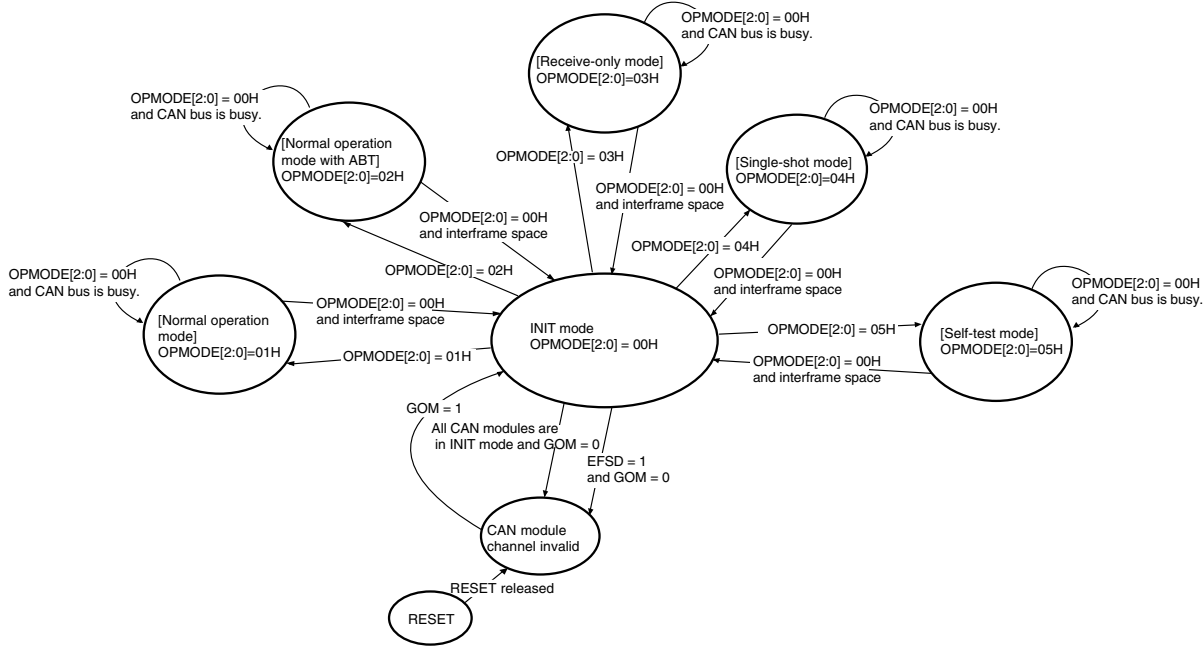 OPMODE[2:0] = 00H
and CAN bus is busy.
[Receive-only mode]
OPMODE[2:0]=03H
OPMODE[2:0] = 00H
and CAN bus is busy.
[Normal operation
mode with ABT]
OPMODE[2:0]=02H
OPMODE[2:0] = 00H
and CAN bus is busy.
[Single-shot mode]
OPMODE[2:0]=04H
OPMODE[2:0] = 03H
OPMODE[2:0] = 00H
and interframe space
OPMODE[2:0] = 00H
and interframe space
OPMODE[2:0] = 04H
OPMODE[2:0] = 02H
OPMODE[2:0] = 00H
and interframe space
OPMODE[2:0] = 00H
and CAN bus is busy.
[Normal operation
mode]
OPMODE[2:0]=01H
OPMODE[2:0] = 00H
and interframe space
OPMODE[2:0] = 01H
INIT mode
OPMODE[2:0] = 00H
OPMODE[2:0] = 05H
OPMODE[2:0] = 00H
and interframe space
[Self-test mode]
OPMODE[2:0]=05H
OPMODE[2:0] = 00H
and CAN bus is busy.
GOM = 1
All CAN modules are
in INIT mode and GOM = 0
EFSD = 1
and GOM = 0
CAN module
channel invalid
RESET released
RESET